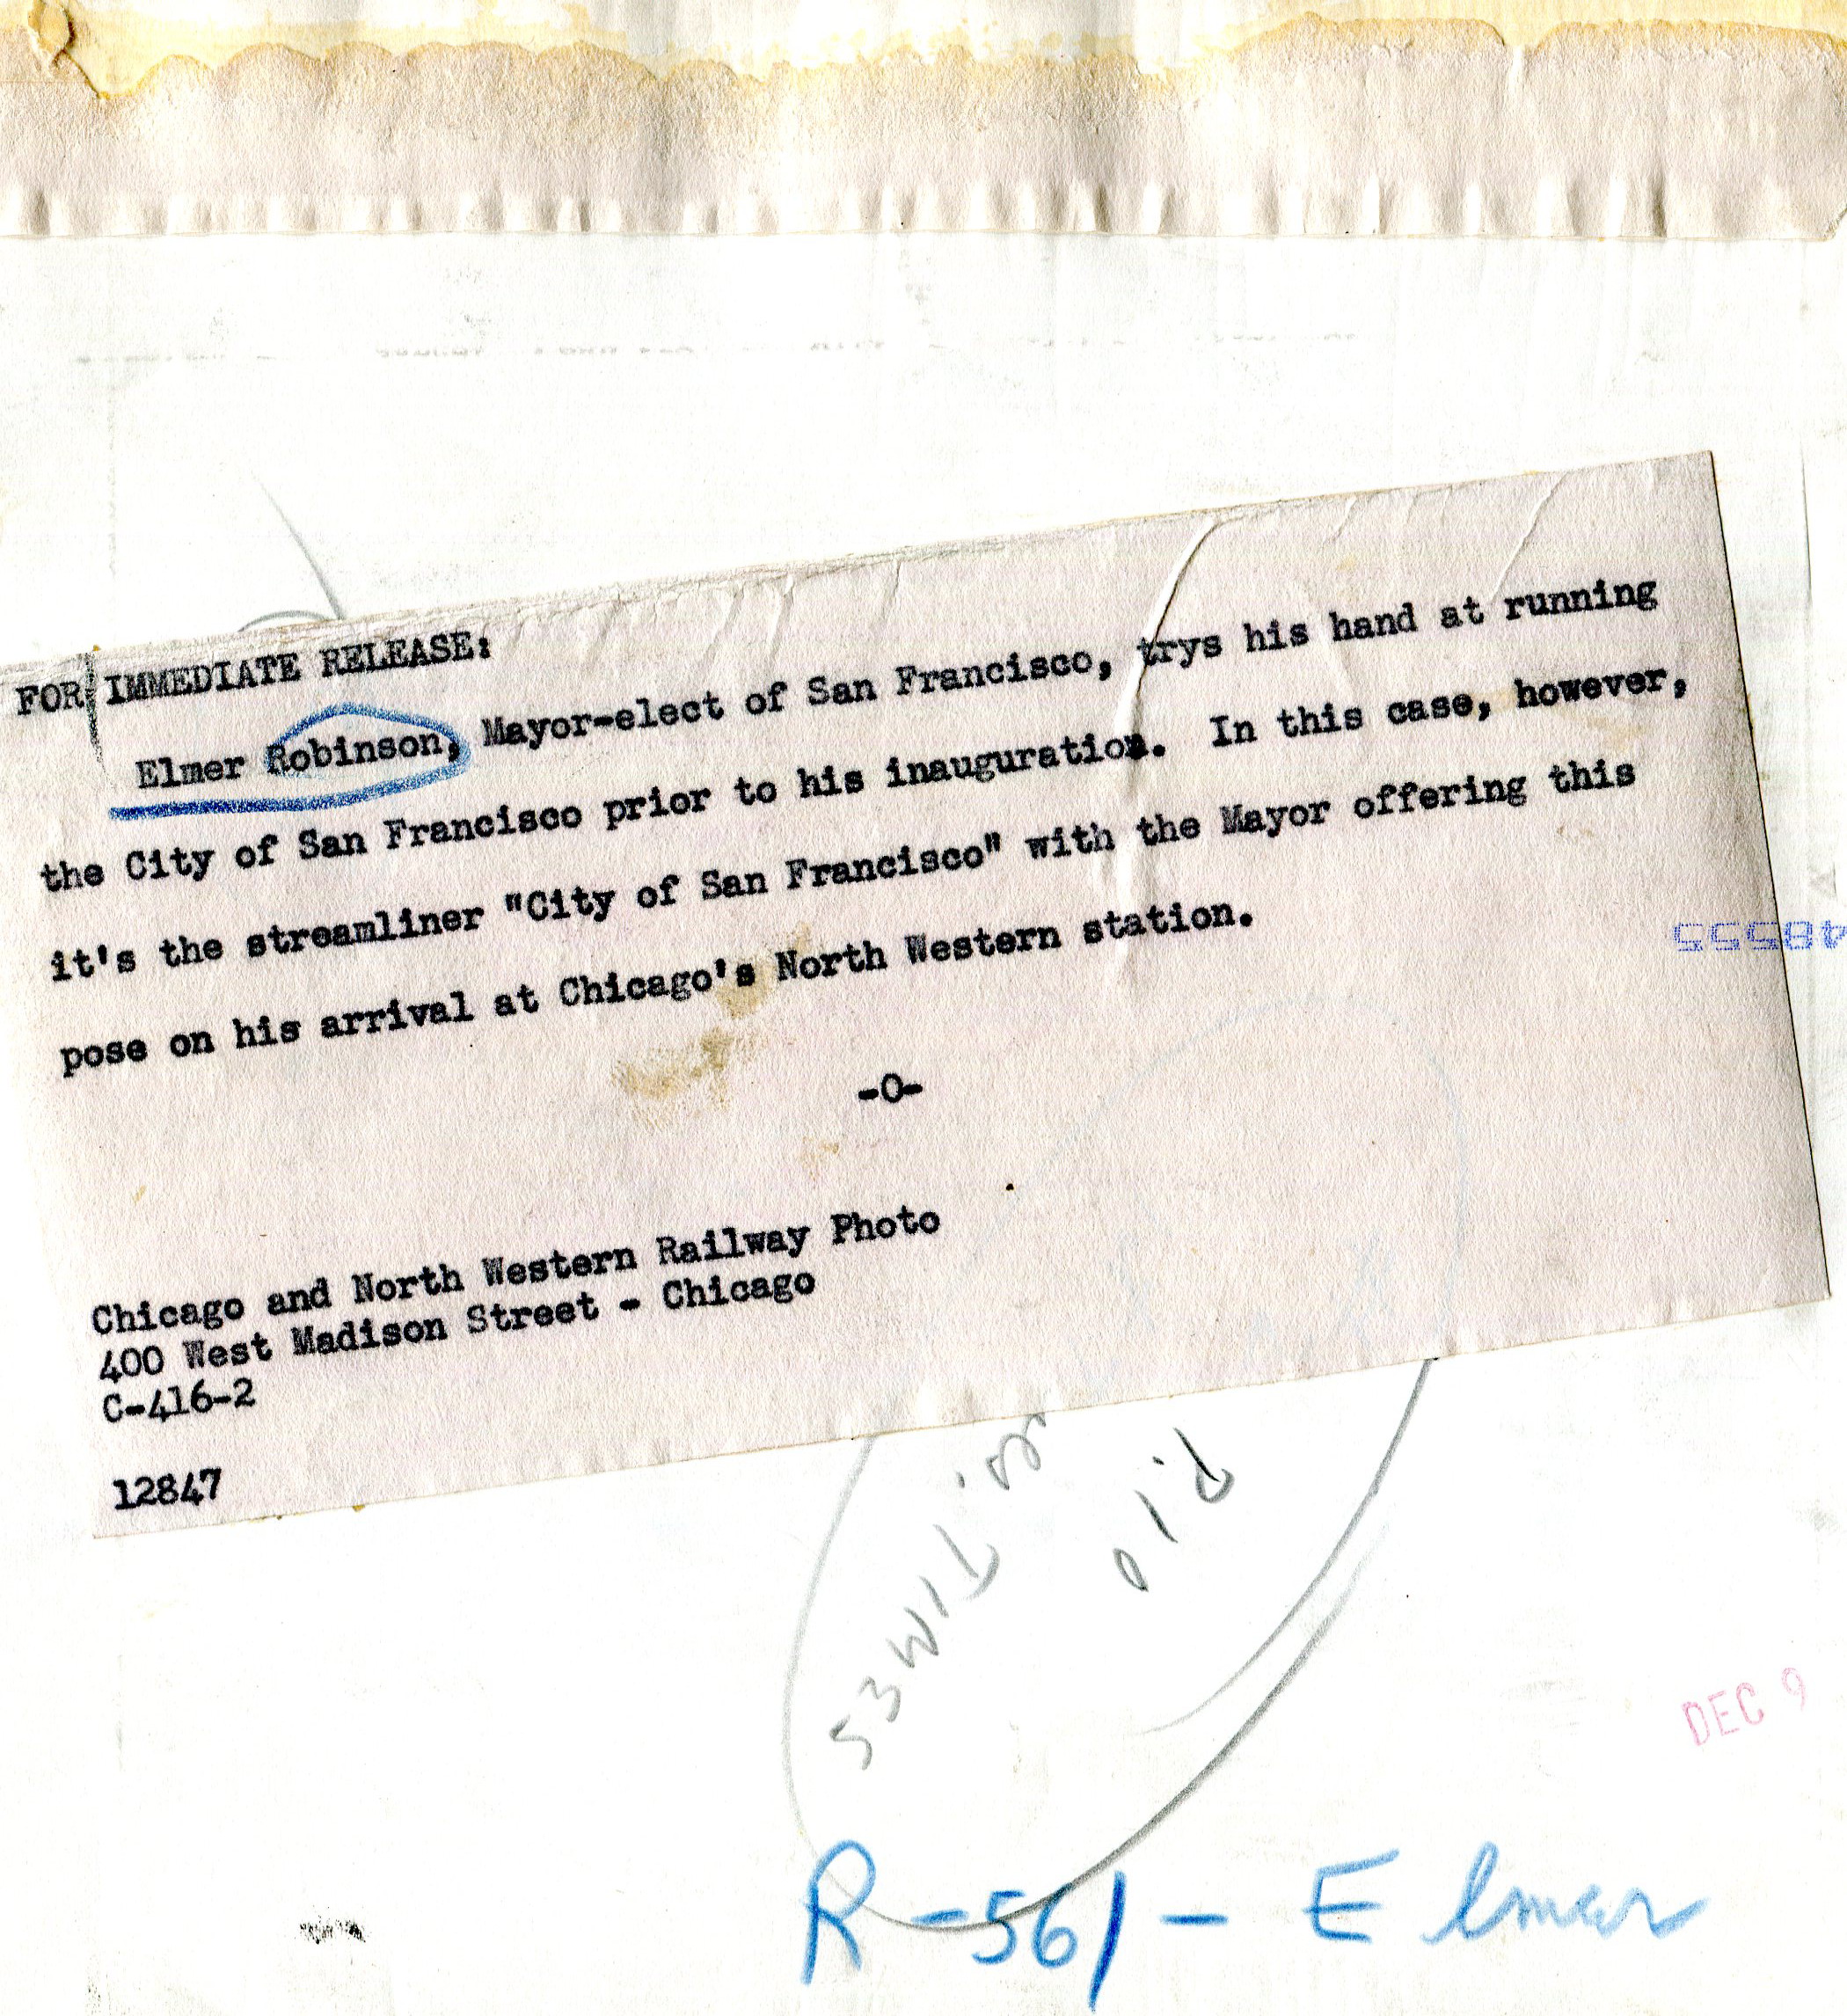 FOR IMMEDIATE RELEASE:
Elmer Robinson, Mayor-elect of San Francisco, trys his hand at running
the City of San Francisco prior to his inauguration. In this case, however,
it's the streamliner "City of San Francisco" with the Mayor offering this
pose on his arrival at Chicago's North Western station.
-0-
Chicago and North Western Railway Photo
400 West Madison Street - Chicago
C-416-2
12847
48555
TIMES
DEC 9
R-561- Elmer